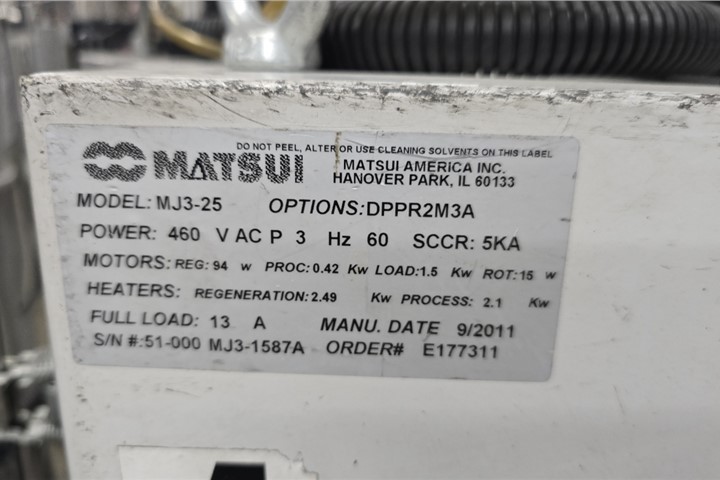 DO NOT PEEL, ALTER OR USE CLEANING SOLVENTS ON THIS LABEL
MATSUI
MATSUI AMERICA INC.
HANOVER PARK, IL 60133
MODEL: MJ3-25 OPTIONS:DPPR2M3A
POWER: 460 V AC P 3 Hz 60 SCCR: 5KA
MOTORS: REG: 94 w PROC: 0.42 Kw LOAD:1.5 Kw ROT:15 w
HEATERS: REGENERATION:2.49 Kw PROCESS: 2.1 Kw
FULL LOAD: 13 A MANU. DATE 9/2011
S/N #:51-000 MJ3-1587A ORDER# E177311